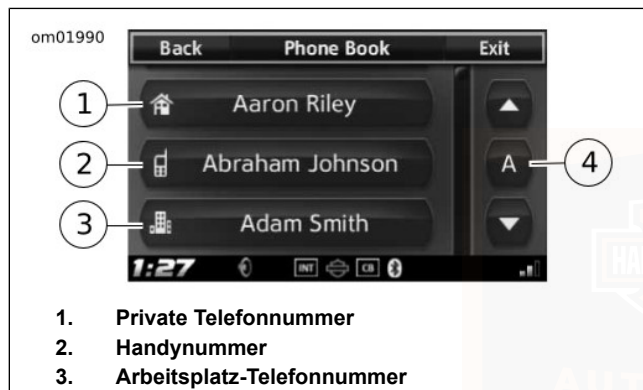 om01990
Back Phone Book Exit
1 Aaron Riley
2 Abraham Johnson A 4
3 Adam Smith
1:27 INT CB
1. Private Telefonnummer
2. Handynummer
3. Arbeitsplatz-Telefonnummer